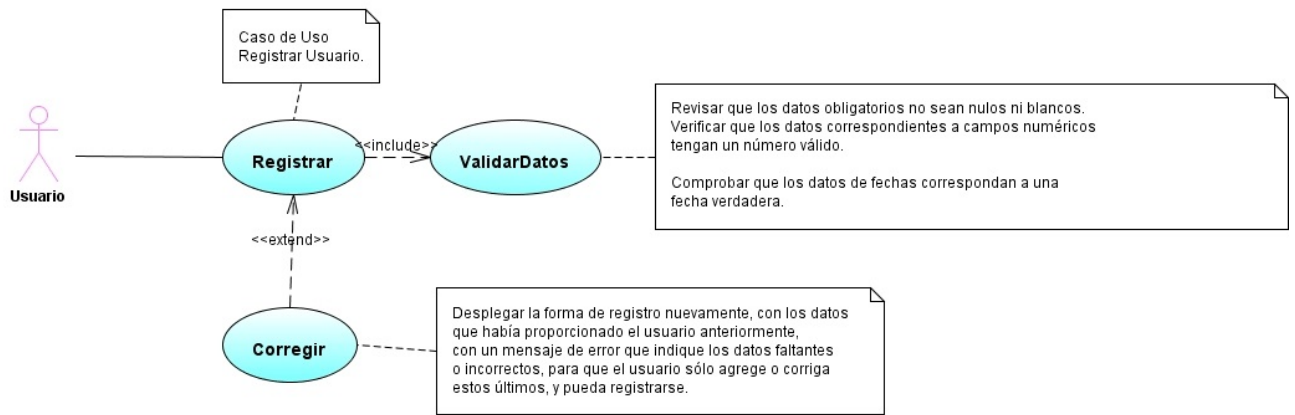 Caso de Uso
Registrar Usuario.
Revisar que los datos obligatorios no sean nulos ni blancos.
Verificar que los datos correspondientes a campos numéricos
tengan un número válido.
Comprobar que los datos de fechas correspondan a una
fecha verdadera.
Usuario
Registrar
<<include>>
ValidarDatos
<<extend>>
Corregir
Desplegar la forma de registro nuevamente, con los datos
que había proporcionado el usuario anteriormente,
con un mensaje de error que indique los datos faltantes
o incorrectos, para que el usuario sólo agrege o corriga
estos últimos, y pueda registrarse.